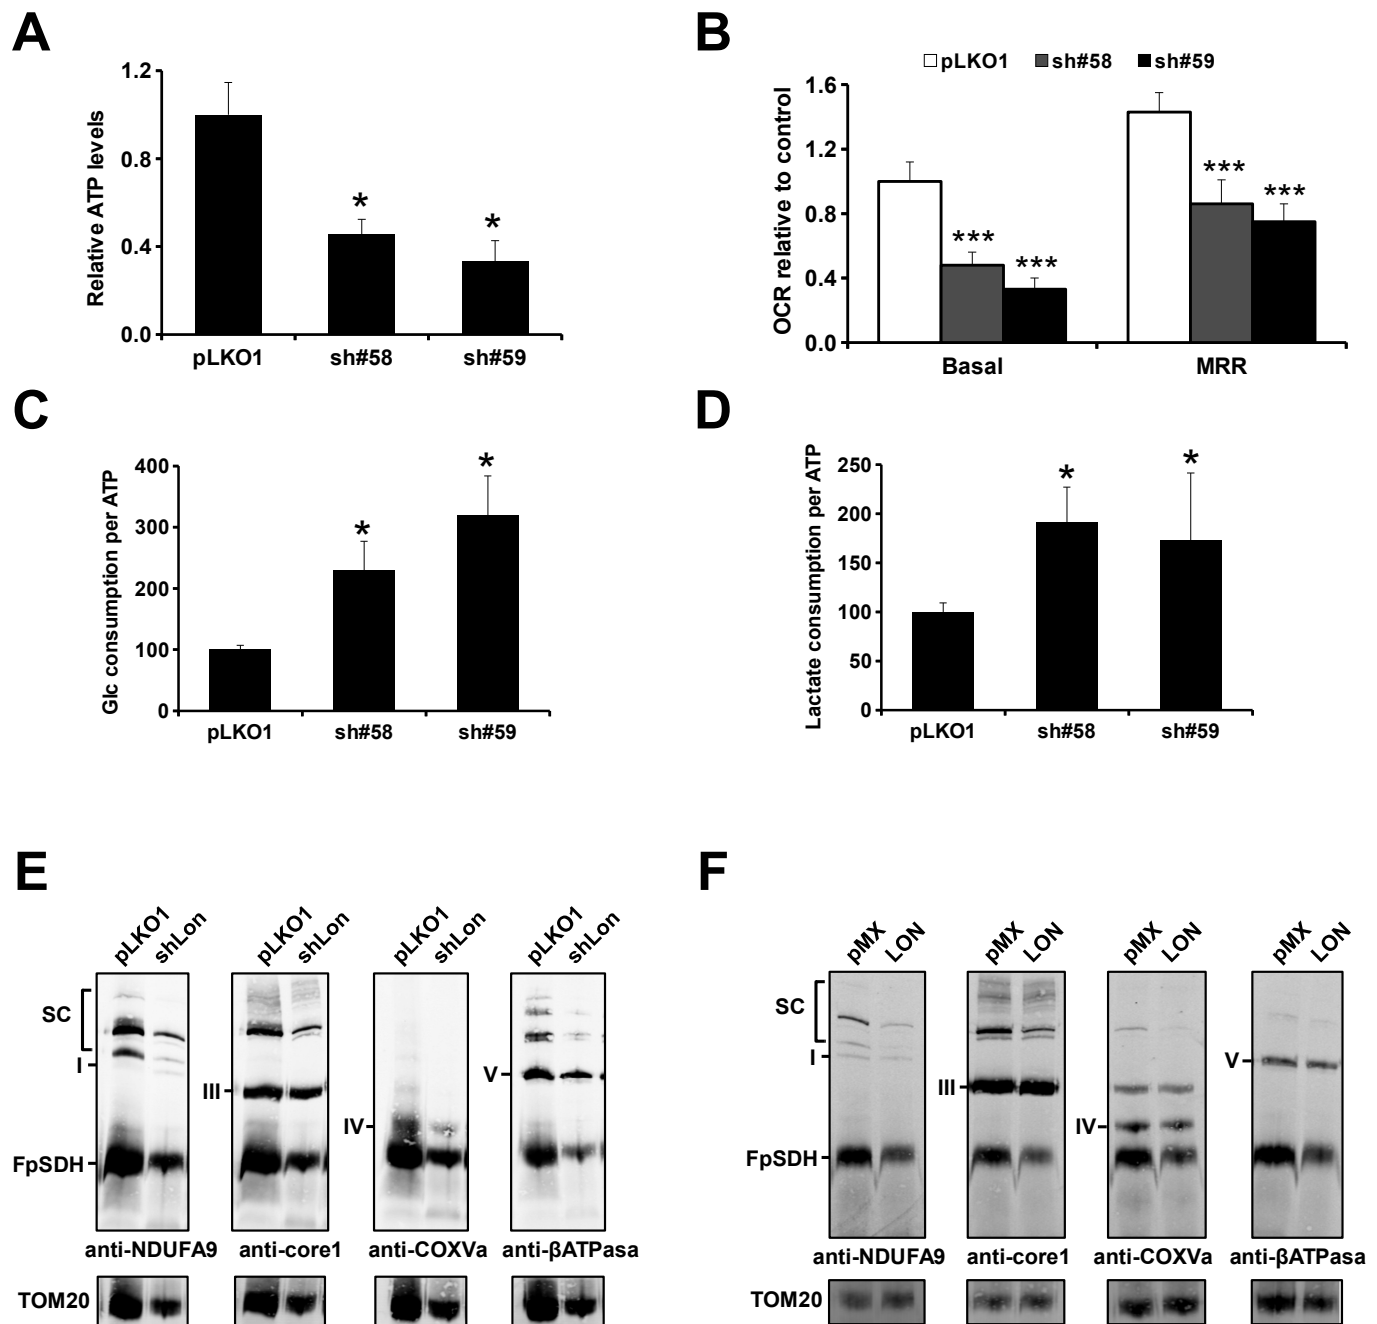 A
1.2
0.8
0.4
0.0
Relative ATP levels
*
*
pLKO1 sh#58 sh#59
B
pLKO1 sh#58 sh#59
1.6
1.2
0.8
0.4
0.0
OCR relative to control
***
***
***
***
Basal MRR
C
400
300
200
100
0
Glc consumption per ATP
*
*
pLKO1 sh#58 sh#59
D
250
200
150
100
50
0
Lactate consumption per ATP
*
*
pLKO1 sh#58 sh#59
E
pLKO1 shLon pLKO1 shLon pLKO1 shLon pLKO1 shLon
SC
I
III
IV
V
FpSDH
anti-NDUFA9 anti-core1 anti-COXVa anti-βATPasa
TOM20
F
pMX LON pMX LON pMX LON pMX LON
SC
I
III
IV
V
FpSDH
anti-NDUFA9 anti-core1 anti-COXVa anti-βATPasa
TOM20